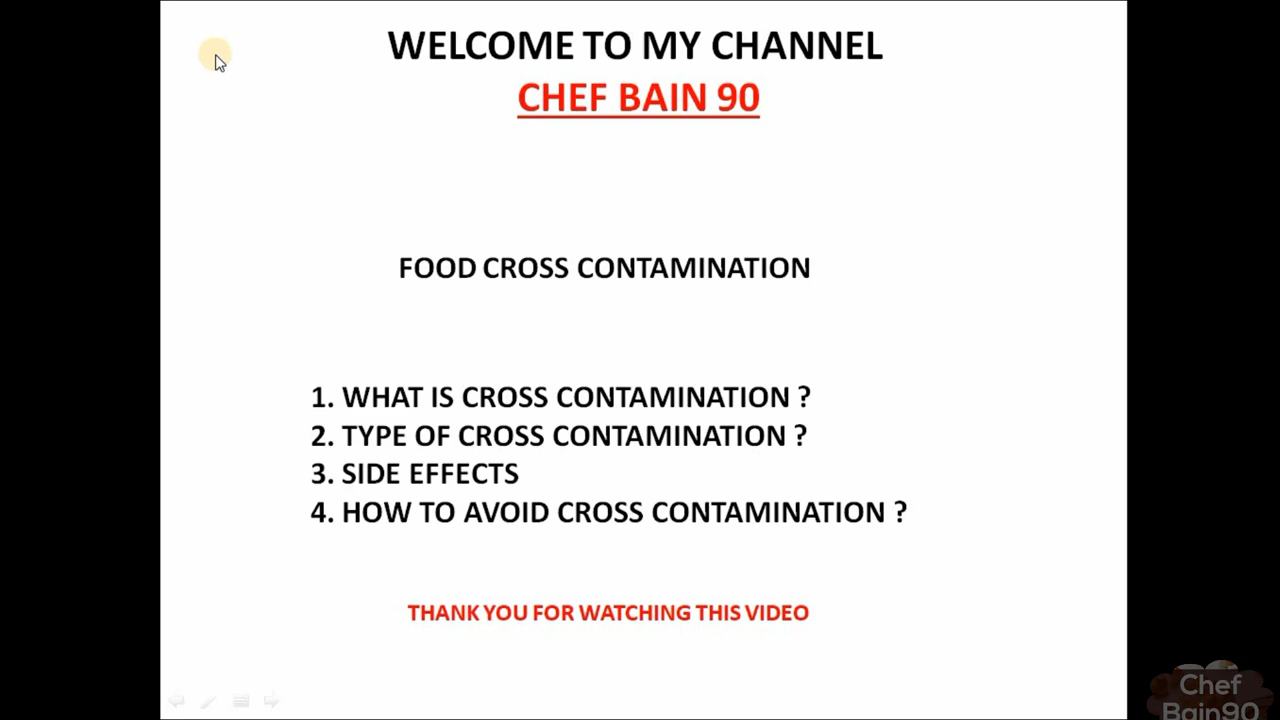 WELCOME TO MY CHANNEL
CHEF BAIN 90
FOOD CROSS CONTAMINATION
1. WHAT IS CROSS CONTAMINATION ?
2. TYPE OF CROSS CONTAMINATION ?
3. SIDE EFFECTS
4. HOW TO AVOID CROSS CONTAMINATION ?
THANK YOU FOR WATCHING THIS VIDEO
Chef
Bain90